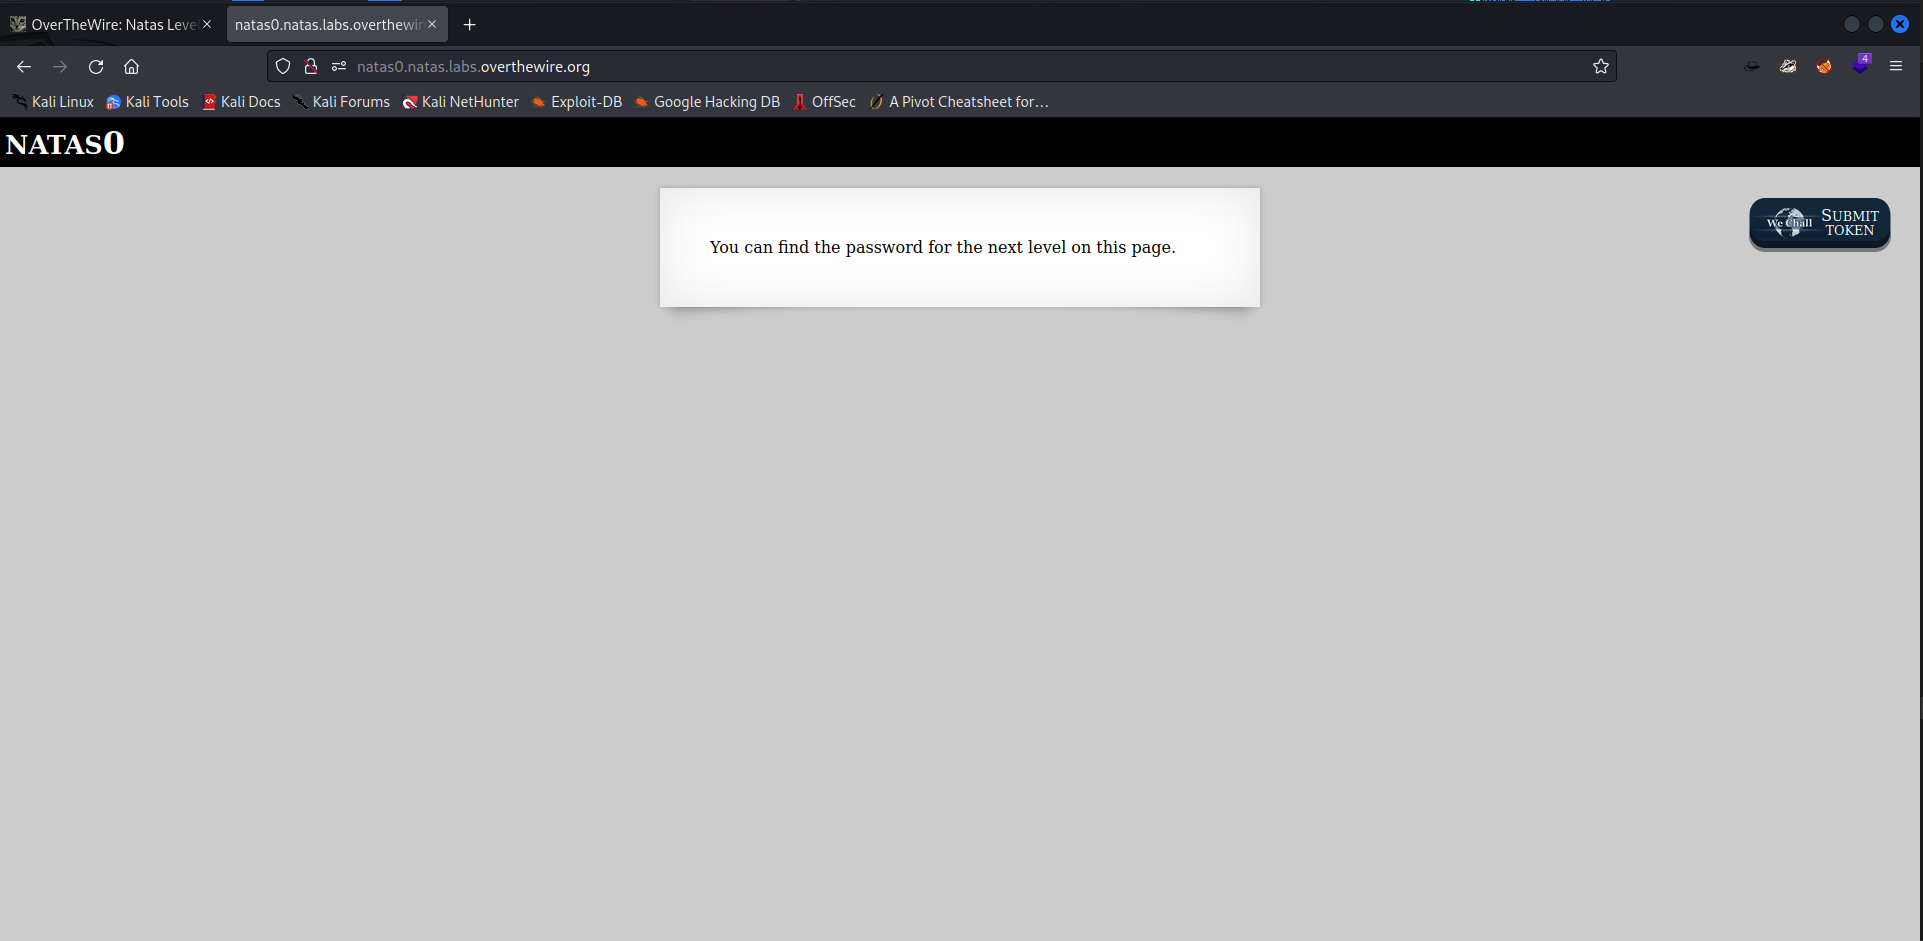 OverTheWire: Natas Leve
natas0.natas.labs.overthewir
natas0.natas.labs.overthewire.org
4
Kali Linux Kali Tools Kali Docs Kali Forums Kali NetHunter Exploit-DB Google Hacking DB OffSec A Pivot Cheatsheet for…
NATAS0
You can find the password for the next level on this page.
We Chall
SUBMIT
TOKEN